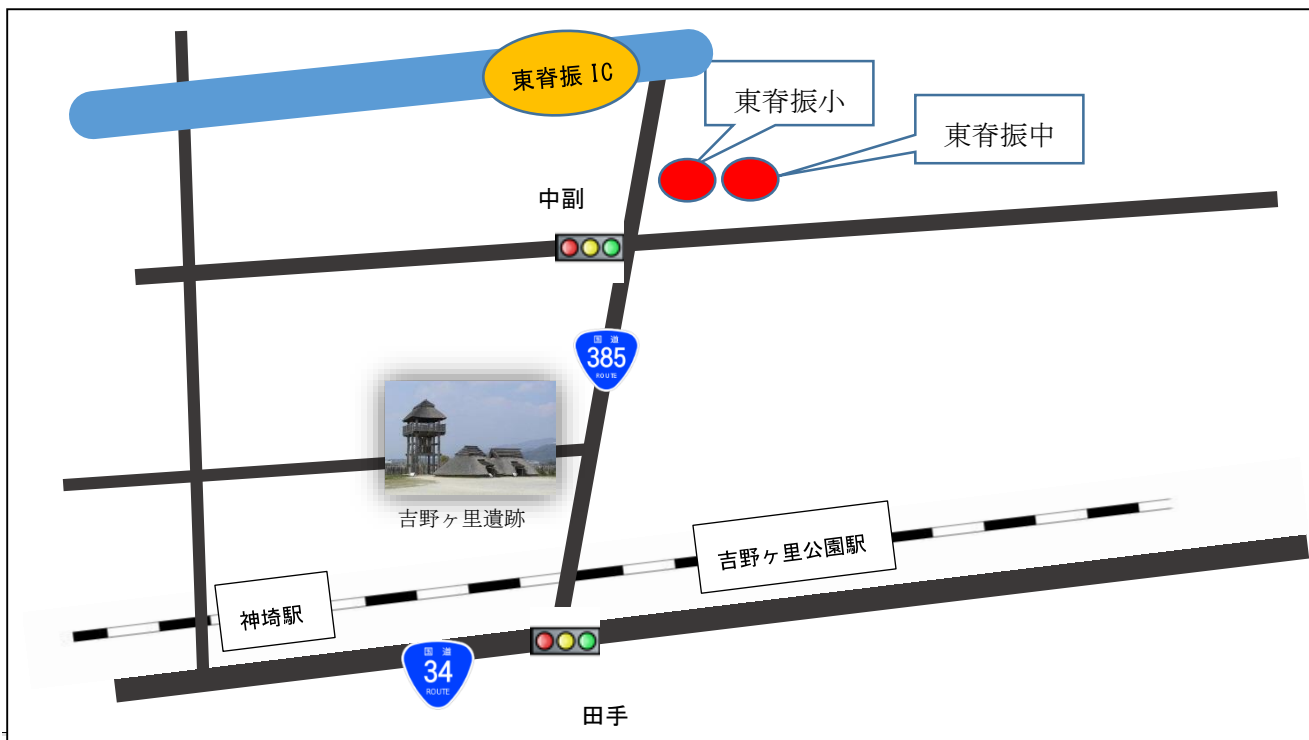 東脊振 IC
東脊振小
東脊振中
中副
国道
385
ROUTE
吉野ヶ里遺跡
吉野ヶ里公園駅
神埼駅
国道
34
ROUTE
田手